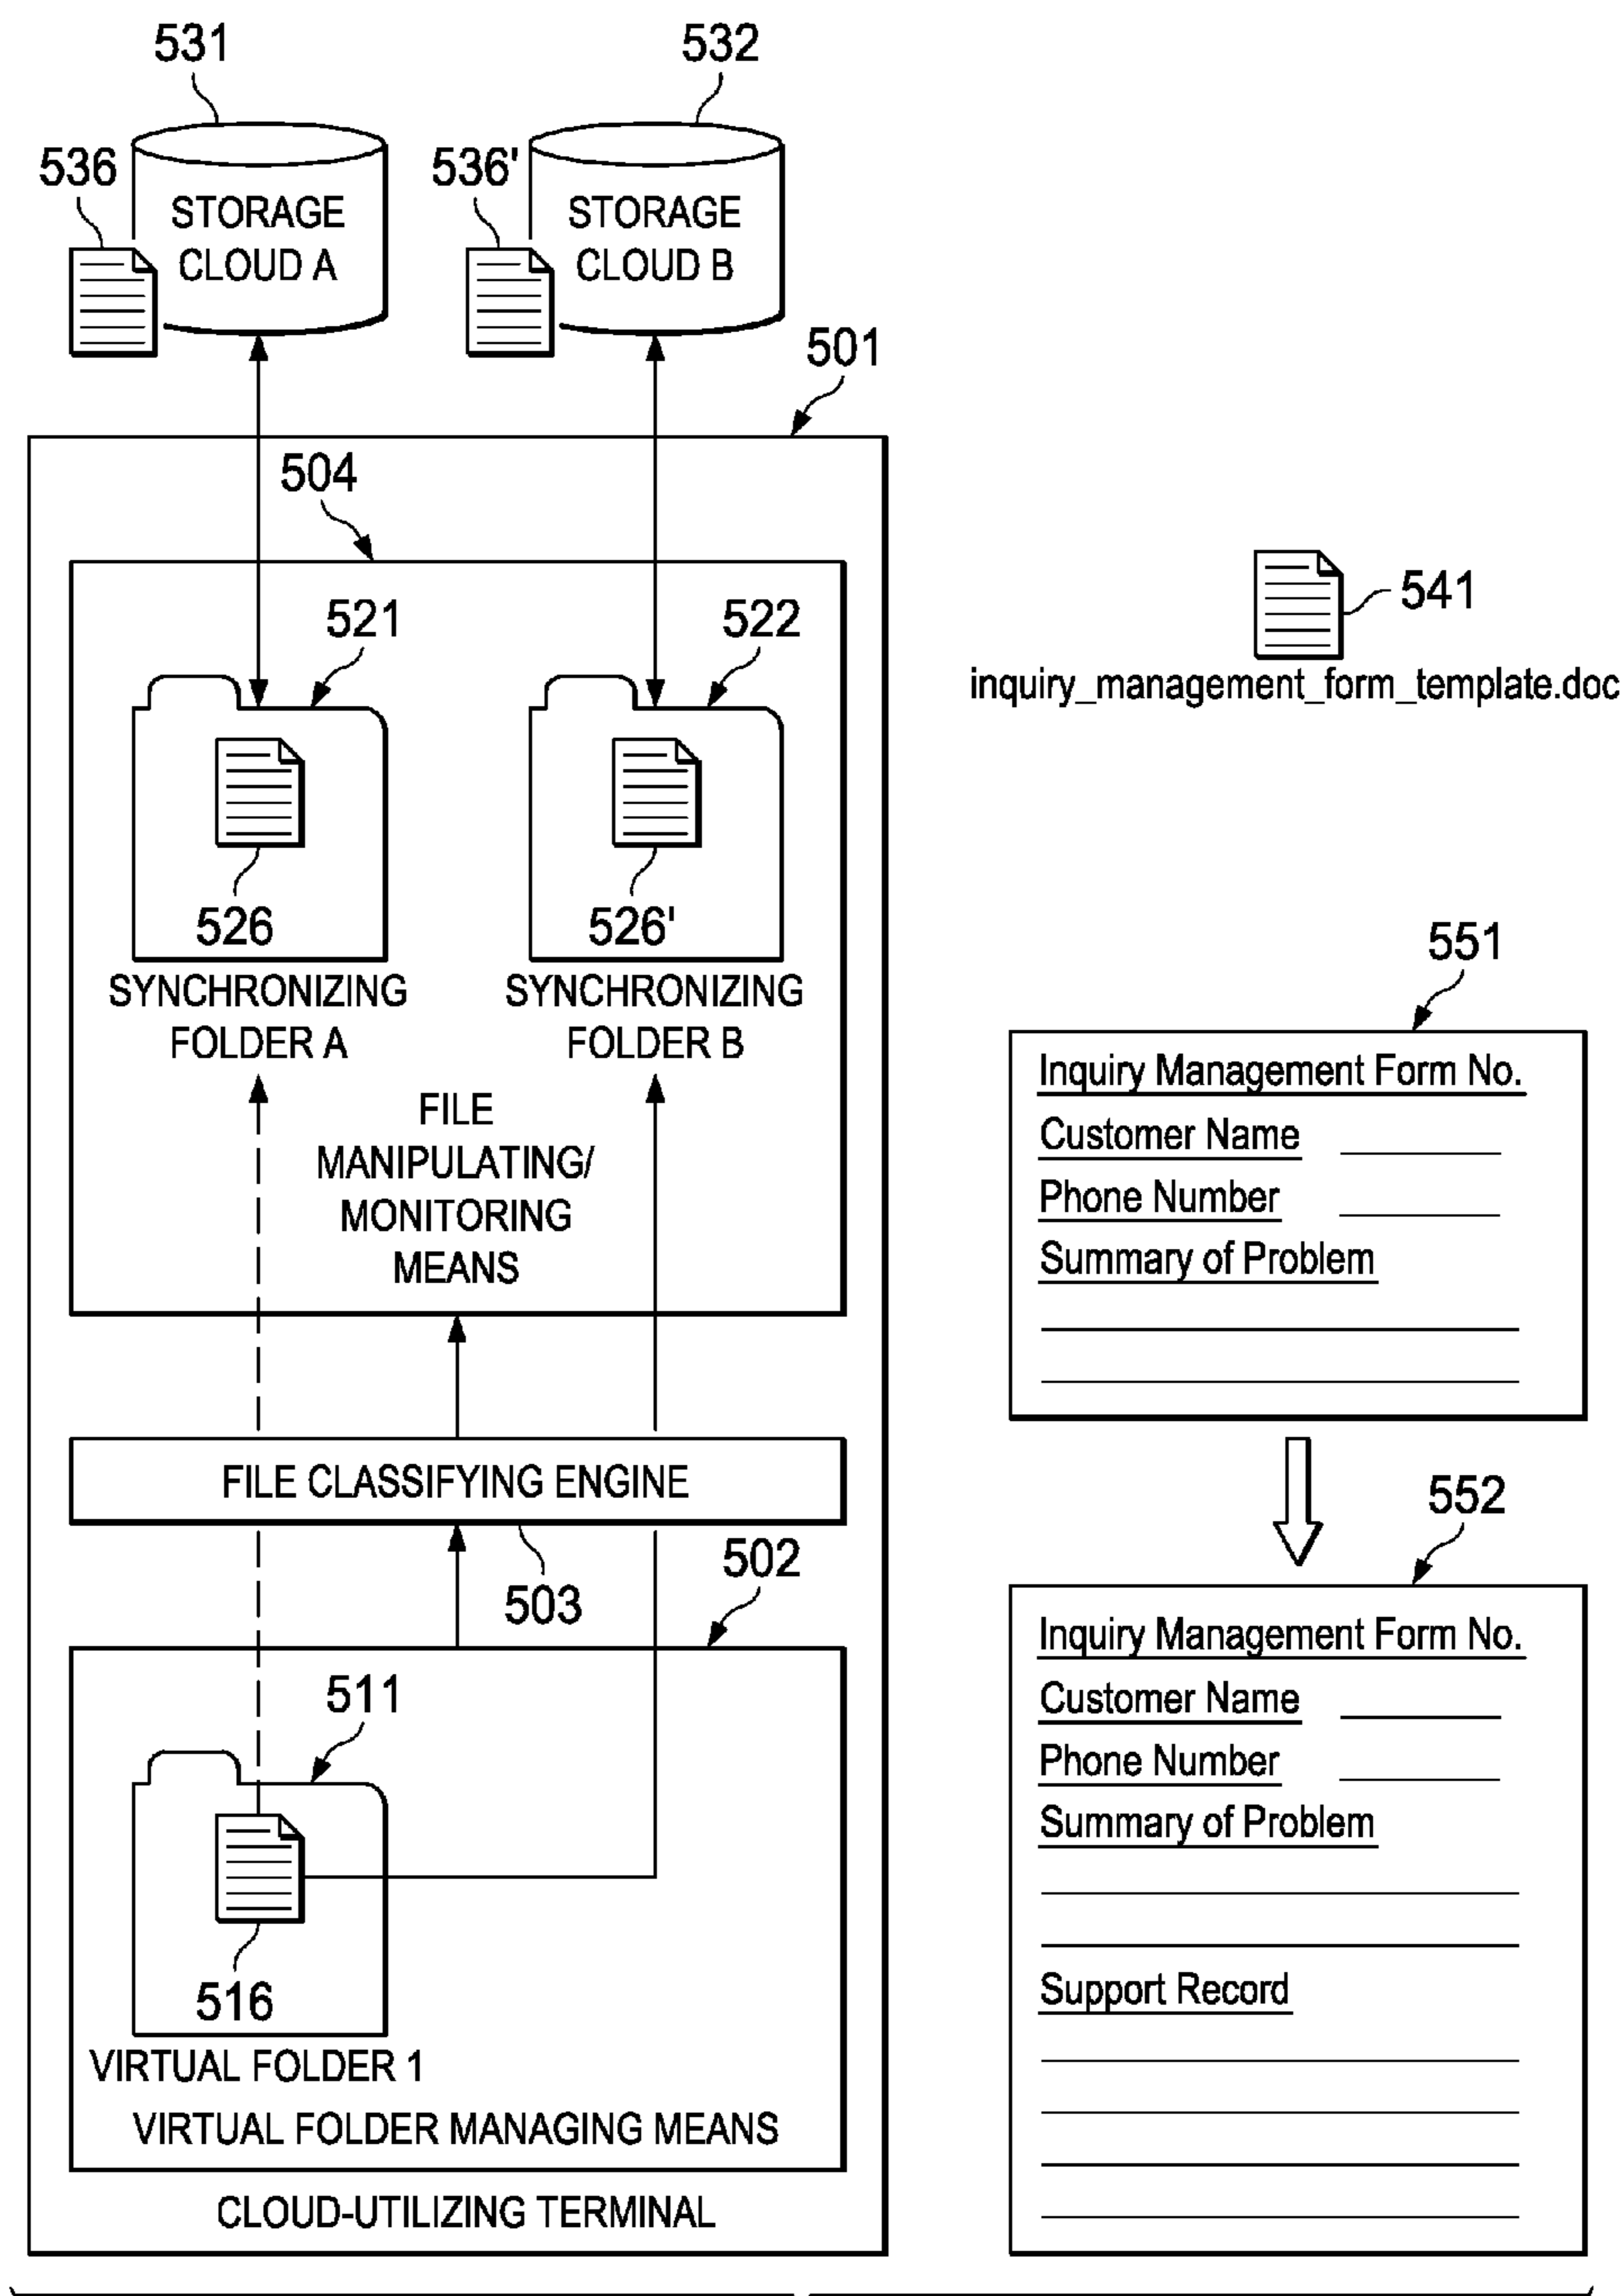 531
532
536
536'
STORAGE
CLOUD A
STORAGE
CLOUD B
501
504
521
522
526
526'
SYNCHRONIZING
FOLDER A
SYNCHRONIZING
FOLDER B
FILE
MANIPULATING/
MONITORING
MEANS
FILE CLASSIFYING ENGINE
503
502
511
516
VIRTUAL FOLDER 1
VIRTUAL FOLDER MANAGING MEANS
CLOUD-UTILIZING TERMINAL
541
inquiry_management_form_template.doc
551
Inquiry Management Form No.
Customer Name
Phone Number
Summary of Problem
552
Inquiry Management Form No.
Customer Name
Phone Number
Summary of Problem
Support Record